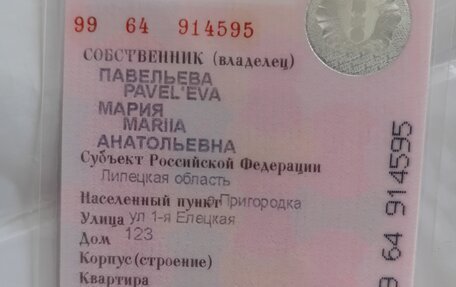 99 64 914595
СОБСТВЕННИК (владелец)
ПАВЕЛЬЕВА
PAVEL'EVA
МАРИЯ
MARIIA
АНАТОЛЬЕВНА
Субъект Российской Федерации
Липецкая область
Населенный пункт с Пригородка
Улица ул 1-я Елецкая
Дом 123
Корпус (строение)
Квартира
9 64 914595